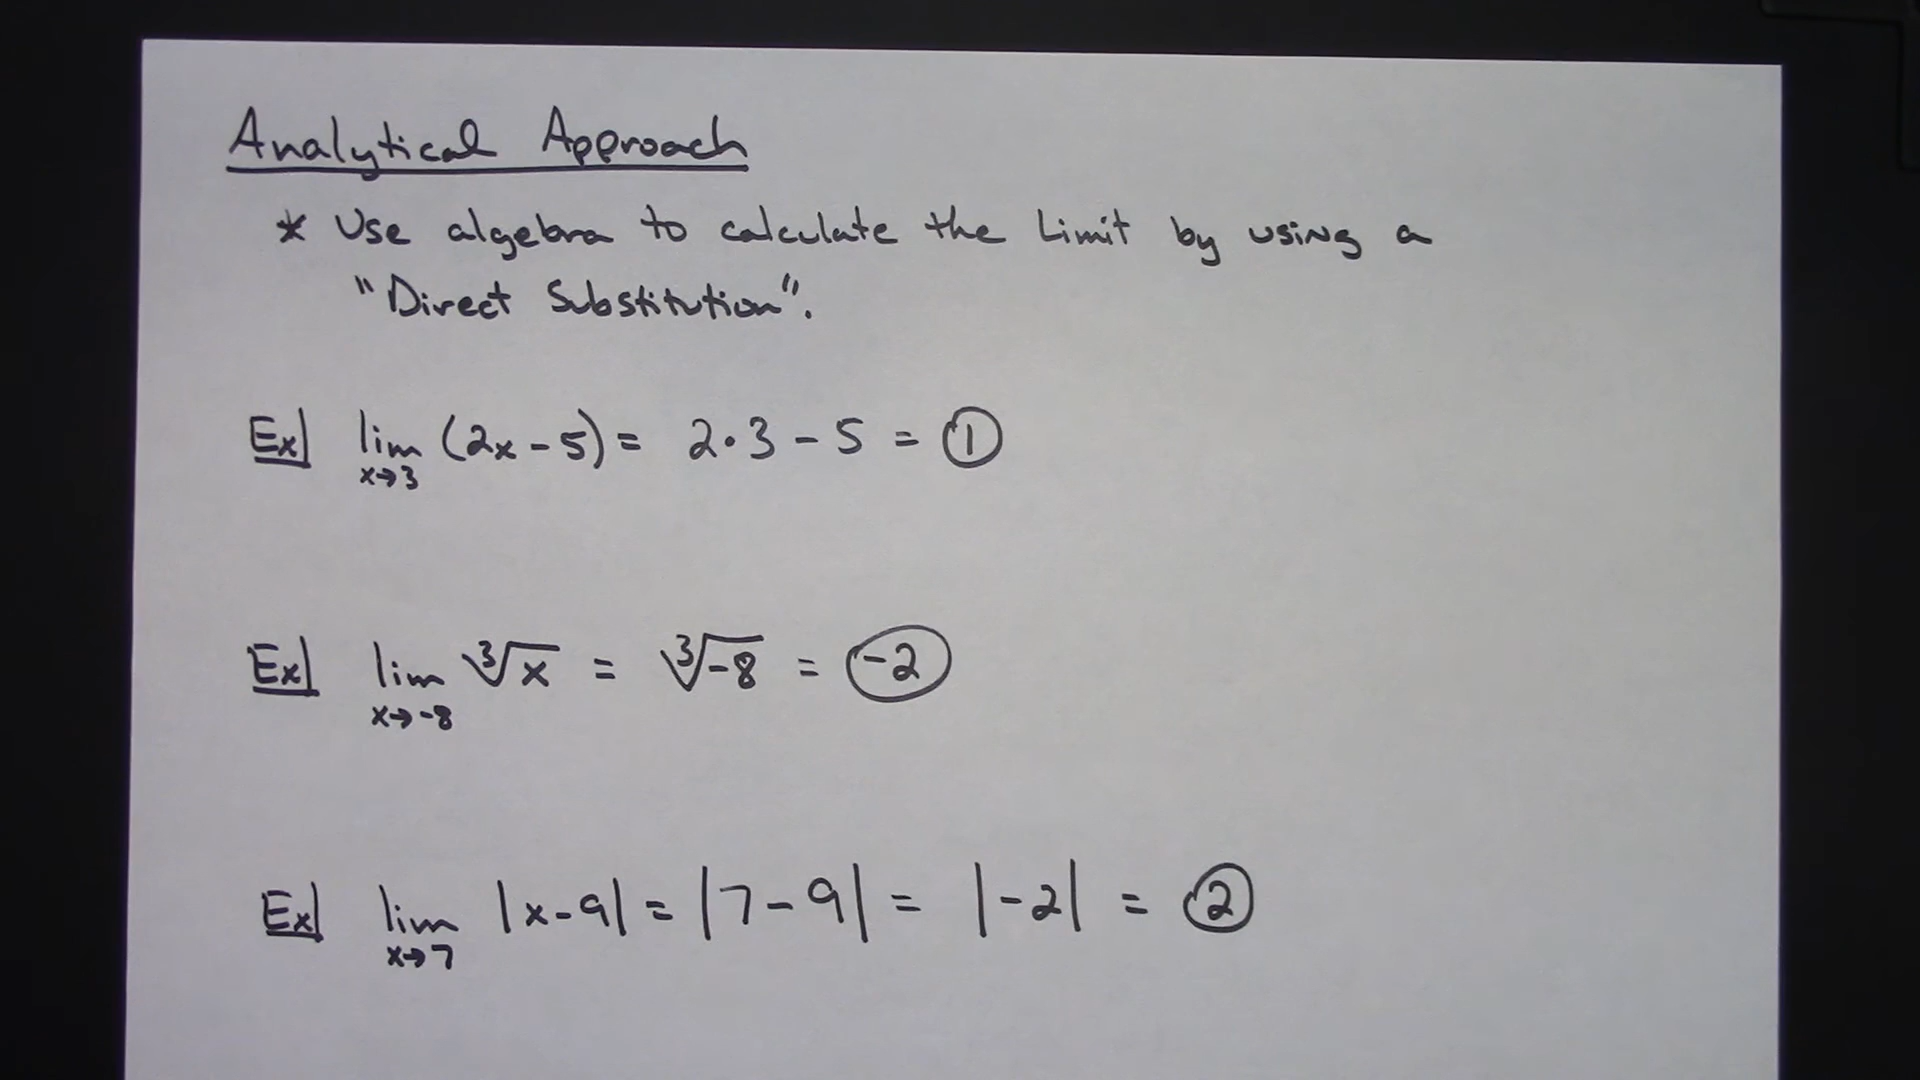 Analytical Approach
* Use algebra to calculate the Limit by using a
"Direct Substitution".
Ex| lim (2x-5) = 2·3 - 5 = 1
x→3
Ex| lim ∛x = ∛-8 = -2
x→-8
Ex| lim |x-9| = |7-9| = |-2| = 2
x→7